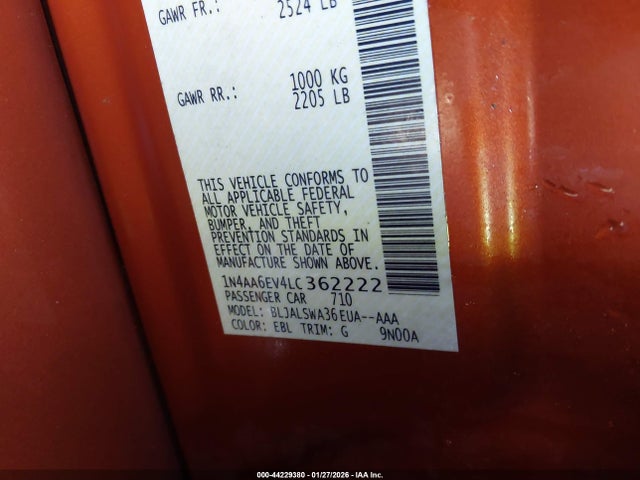 GAWR FR.: 2524 LB
1000 KG
GAWR RR.: 2205 LB
THIS VEHICLE CONFORMS TO
ALL APPLICABLE FEDERAL
MOTOR VEHICLE SAFETY,
BUMPER, AND THEFT
PREVENTION STANDARDS IN
EFFECT ON THE DATE OF
MANUFACTURE SHOWN ABOVE.
1N4AA6EV4LC362222
PASSENGER CAR 710
MODEL: BLJALSWA36EUA--AAA
COLOR: EBL TRIM: G 9N00A
000-44229380 - 01/27/2026 - IAA Inc.